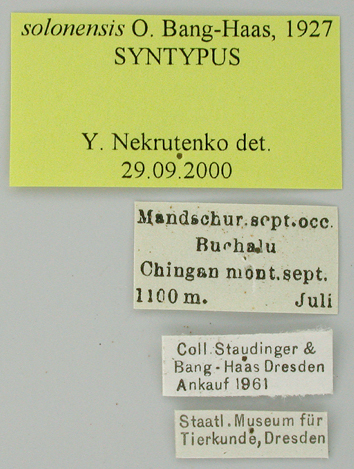 solonensis O. Bang-Haas, 1927
SYNTYPUS
Y. Nekrutenko det.
29.09.2000
Mandschur.sept.occ.
Buchalu
Chingan mont.sept.
1100 m. Juli
Coll Staudinger &
Bang-Haas Dresden
Ankauf 1961
Staatl. Museum für
Tierkunde, Dresden